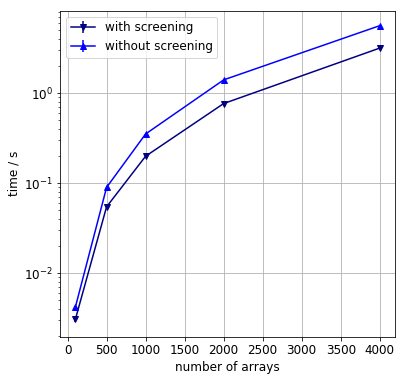 with screening
without screening
time / s
10⁰
10⁻¹
10⁻²
0 500 1000 1500 2000 2500 3000 3500 4000
number of arrays